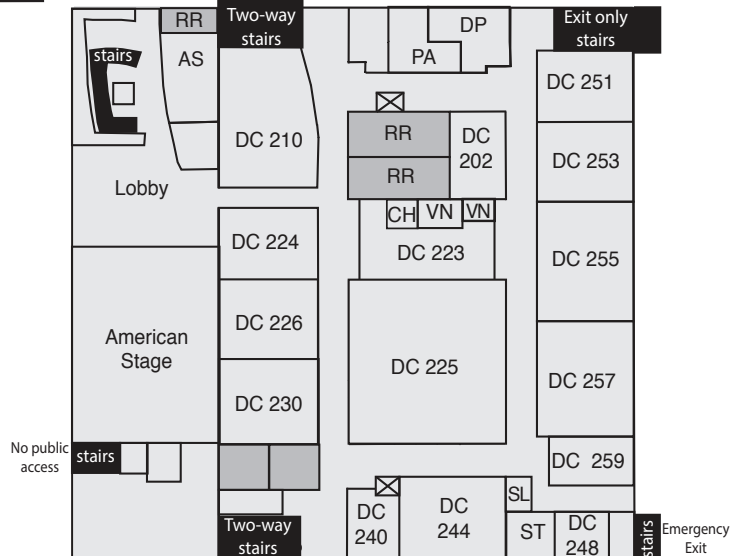 RR
Two-way
stairs
DP
Exit only
stairs
stairs
AS
PA
DC 251
RR
DC
202
DC 210
DC 253
RR
Lobby
CH
VN
VN
DC 224
DC 223
DC 255
DC 226
American
Stage
DC 225
DC 257
DC 230
No public
access
stairs
DC 259
SL
DC
240
DC
244
Two-way
stairs
ST
DC
248
stairs
Emergency
Exit